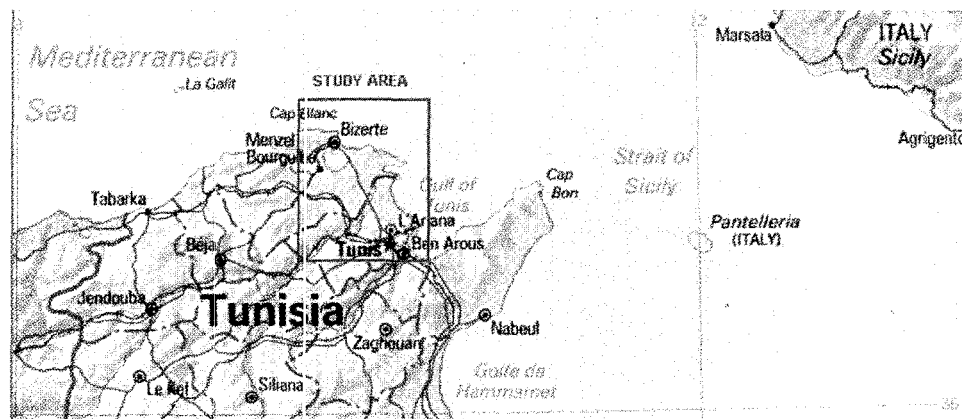 Mediterranean
Sea
La Galit
STUDY AREA
Cap Blanc
Bizerte
Menzel
Bourguiba
Tabarka
Béja
Jendouba
Tunisia
L'Ariana
Tunis
Ben Arous
Gulf of
Tunis
Cap
Bon
Strait of
Sicily
Marsala
ITALY
Sicily
Agrigento
Pantelleria
(ITALY)
Nabeul
Zaghouan
Le Kef
Siliana
Golfe de
Hammamet